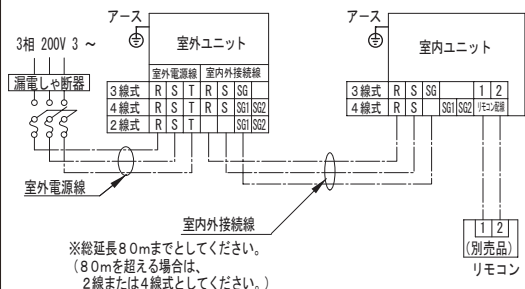 アース
3相 200V 3 ～
漏電しゃ断器
室外ユニット
室外電源線 室内外接続線
3線式 R S T R S SG
4線式 R S T R S SG1 SG2
2線式 R S T SG1 SG2
アース
室内ユニット
3線式 R S SG 1 2
4線式 R S SG1 SG2 リモコン配線
室外電源線
室内外接続線
※総延長80mまでとしてください。
(80mを超える場合は、
2線または4線式としてください。)
1 2
(別売品)
リモコン